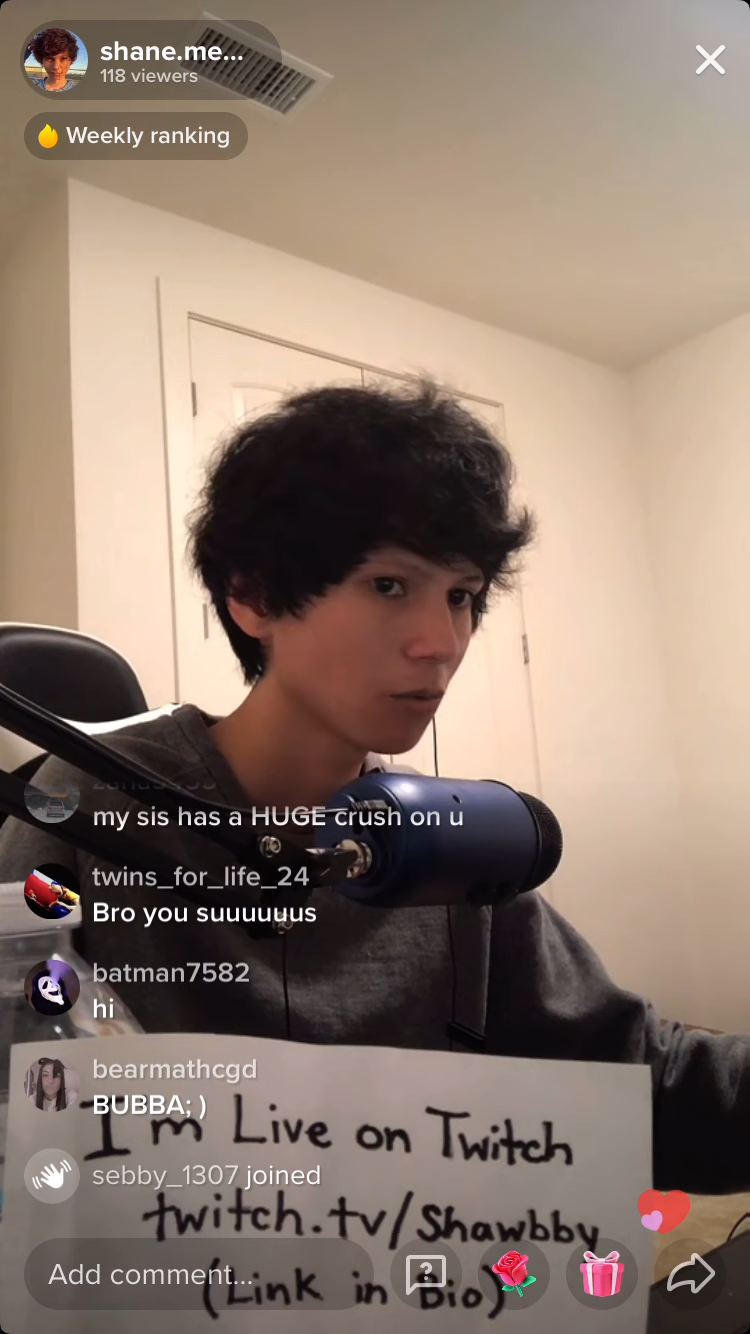 shane.me...
118 viewers
Weekly ranking
my sis has a HUGE crush on u
twins_for_life_24
Bro you suuuuuus
batman7582
hi
bearmathcgd
BUBBA; )
I'm Live on Twitch
sebby_1307 joined
twitch.tv/Shawbby
Add comment...
(Link in Bio)